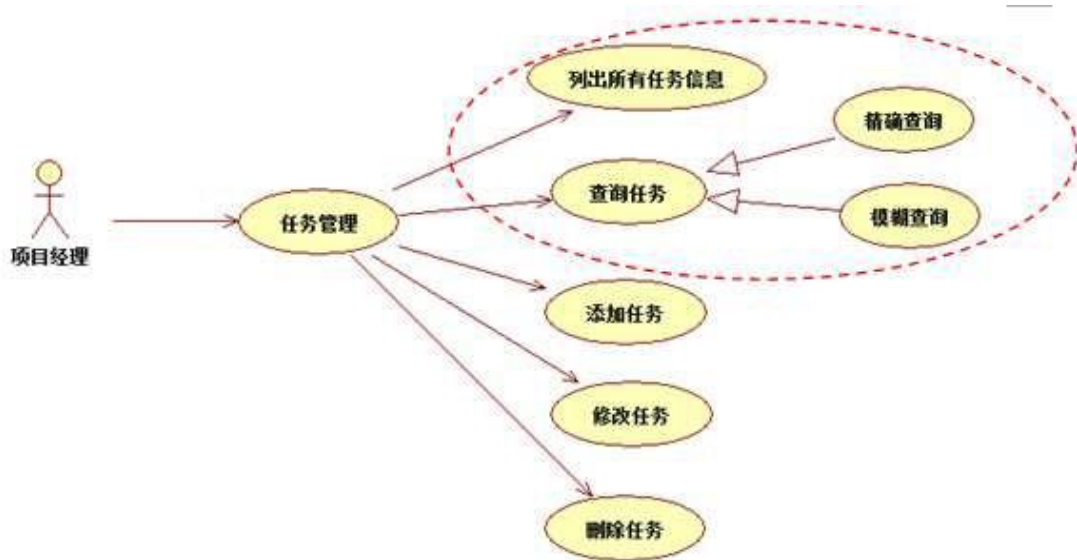 列出所有任务信息
精确查询
查询任务
模糊查询
任务管理
项目经理
添加任务
修改任务
删除任务